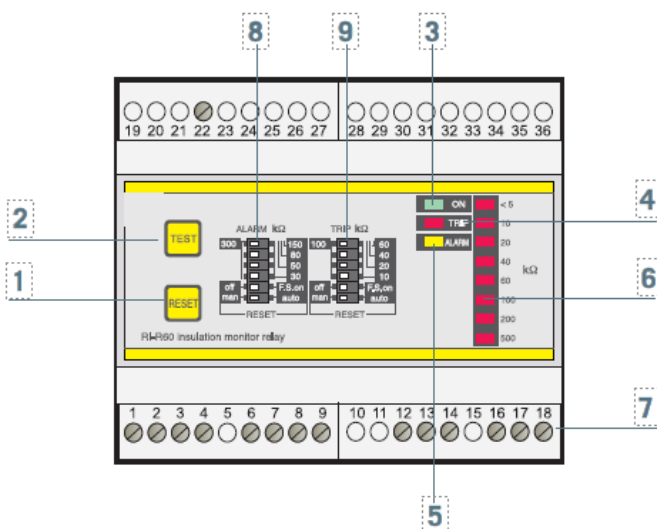 8 9 3
19 20 21 22 23 24 25 26 27 28 29 30 31 32 33 34 35 36
ON < 5
4
2
TEST
ALARM kΩ TRIP kΩ
TRIP 10
ALARM 20
300 150 100 60
80 40
50 20
30 10
40
kΩ
60
6
1
RESET
off F.S.on off F.S.on
man auto man auto
RESET RESET
100
200
500
RI-R60 insulation monitor relay
7
1 2 3 4 5 6 7 8 9 10 11 12 13 14 15 16 17 18
5